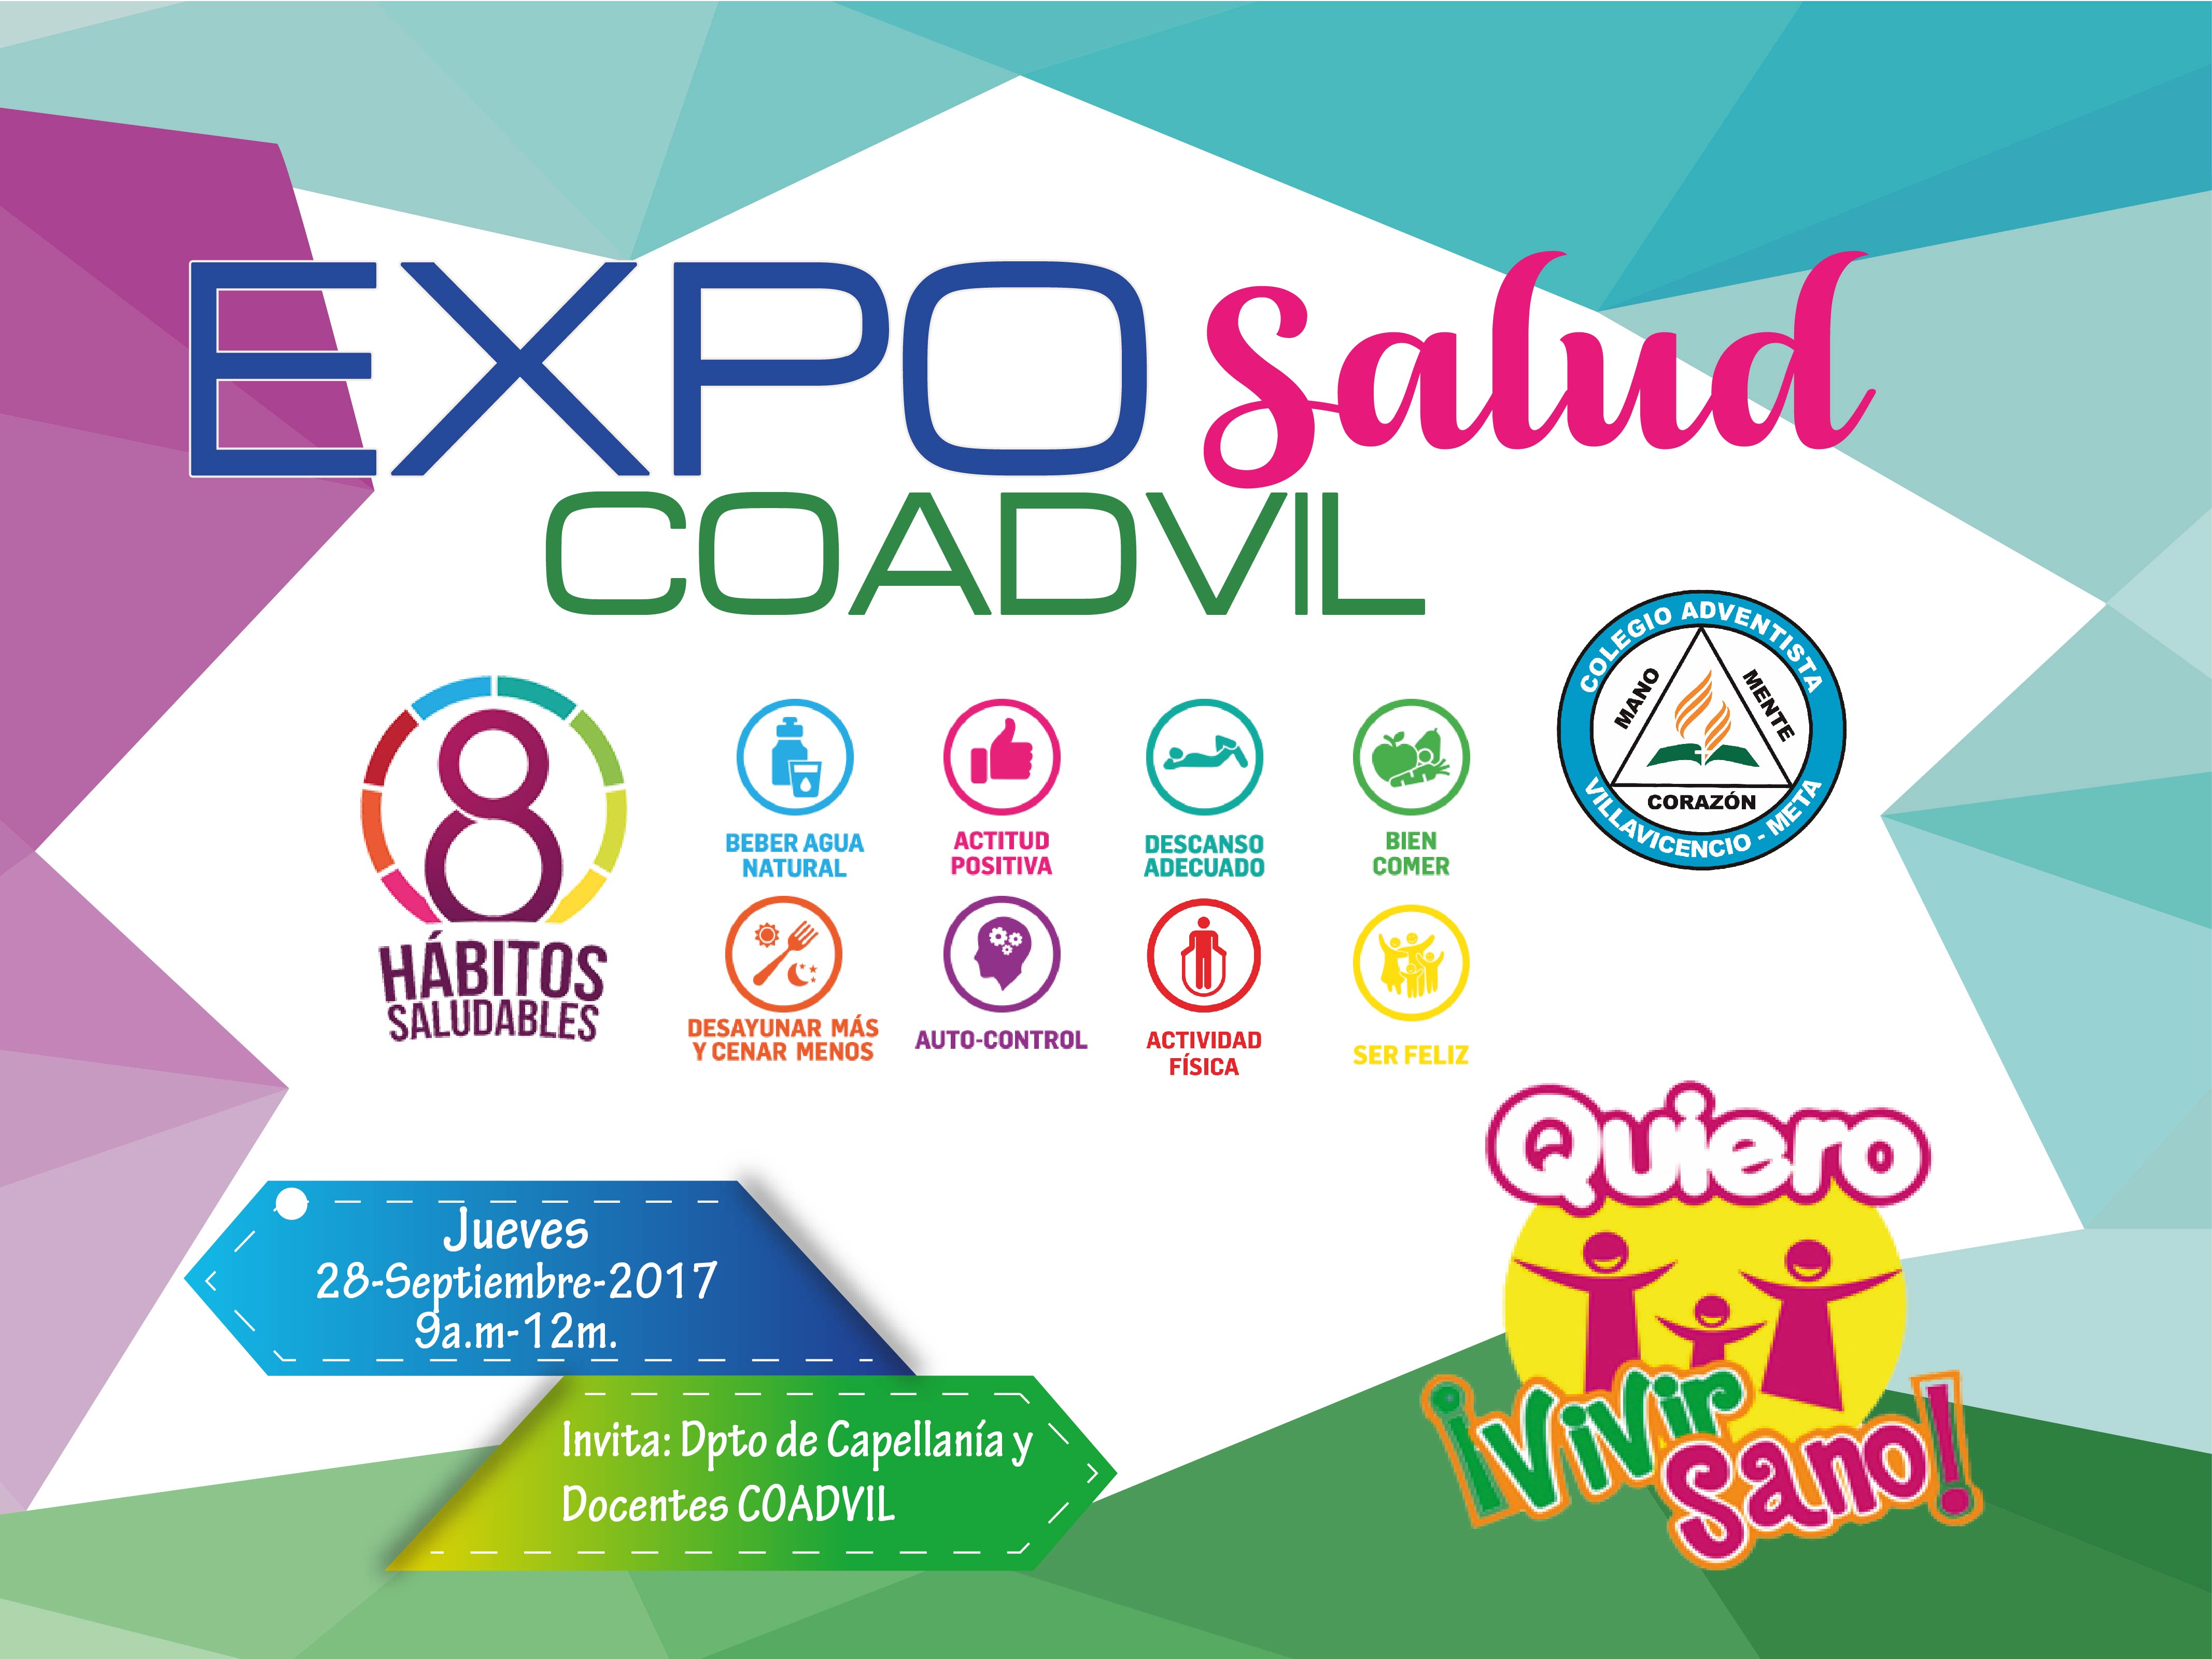 EXPO Salud
COADVIL
8
HÁBITOS
SALUDABLES
BEBER AGUA
NATURAL
ACTITUD
POSITIVA
DESCANSO
ADECUADO
BIEN
COMER
DESAYUNAR MÁS
Y CENAR MENOS
AUTO-CONTROL
ACTIVIDAD
FÍSICA
SER FELIZ
COLEGIO ADVENTISTA
MANO
MENTE
CORAZÓN
VILLAVICENCIO - META
Jueves
28-Septiembre-2017
9a.m-12m.
Invita: Dpto de Capellanía y
Docentes COADVIL
Quiero
¡ViVir
Sano!